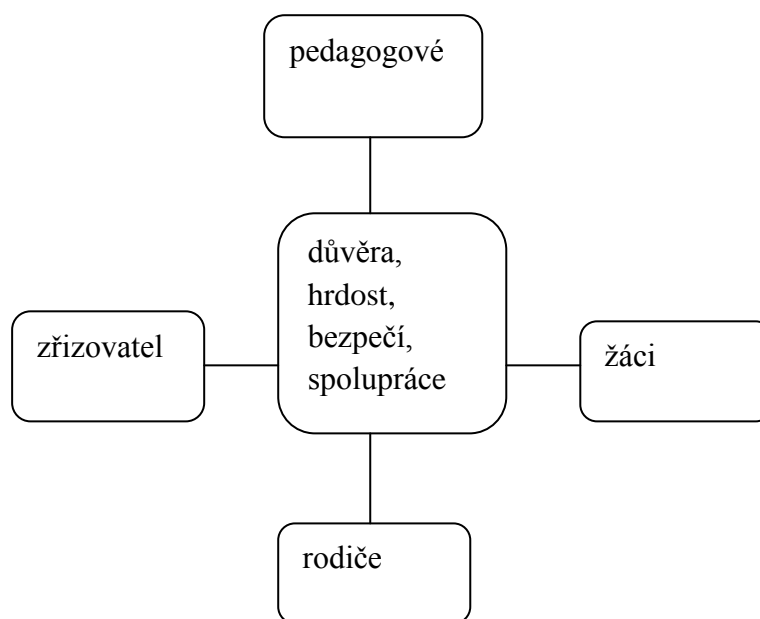 pedagogové
důvěra,
hrdost,
bezpečí,
spolupráce
zřizovatel
žáci
rodiče